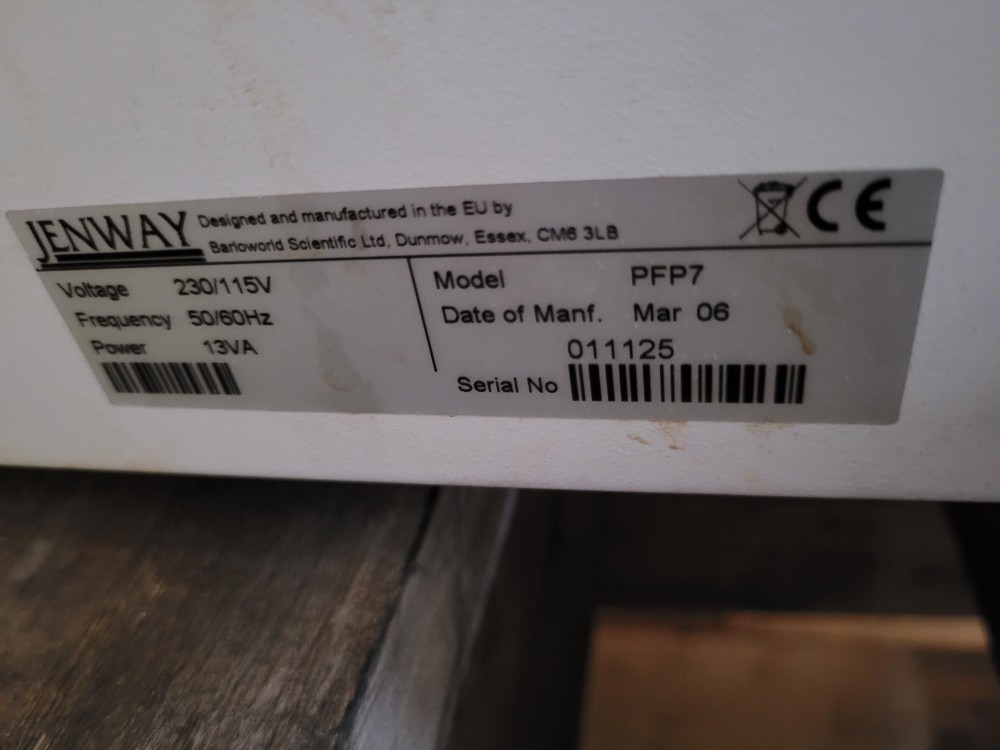 JENWAY
Designed and manufactured in the EU by
Barloworld Scientific Ltd, Dunmow, Essex, CM6 3LB
CE
Voltage 230/115V
Frequency 50/60Hz
Power 13VA
Model PFP7
Date of Manf. Mar 06
011125
Serial No